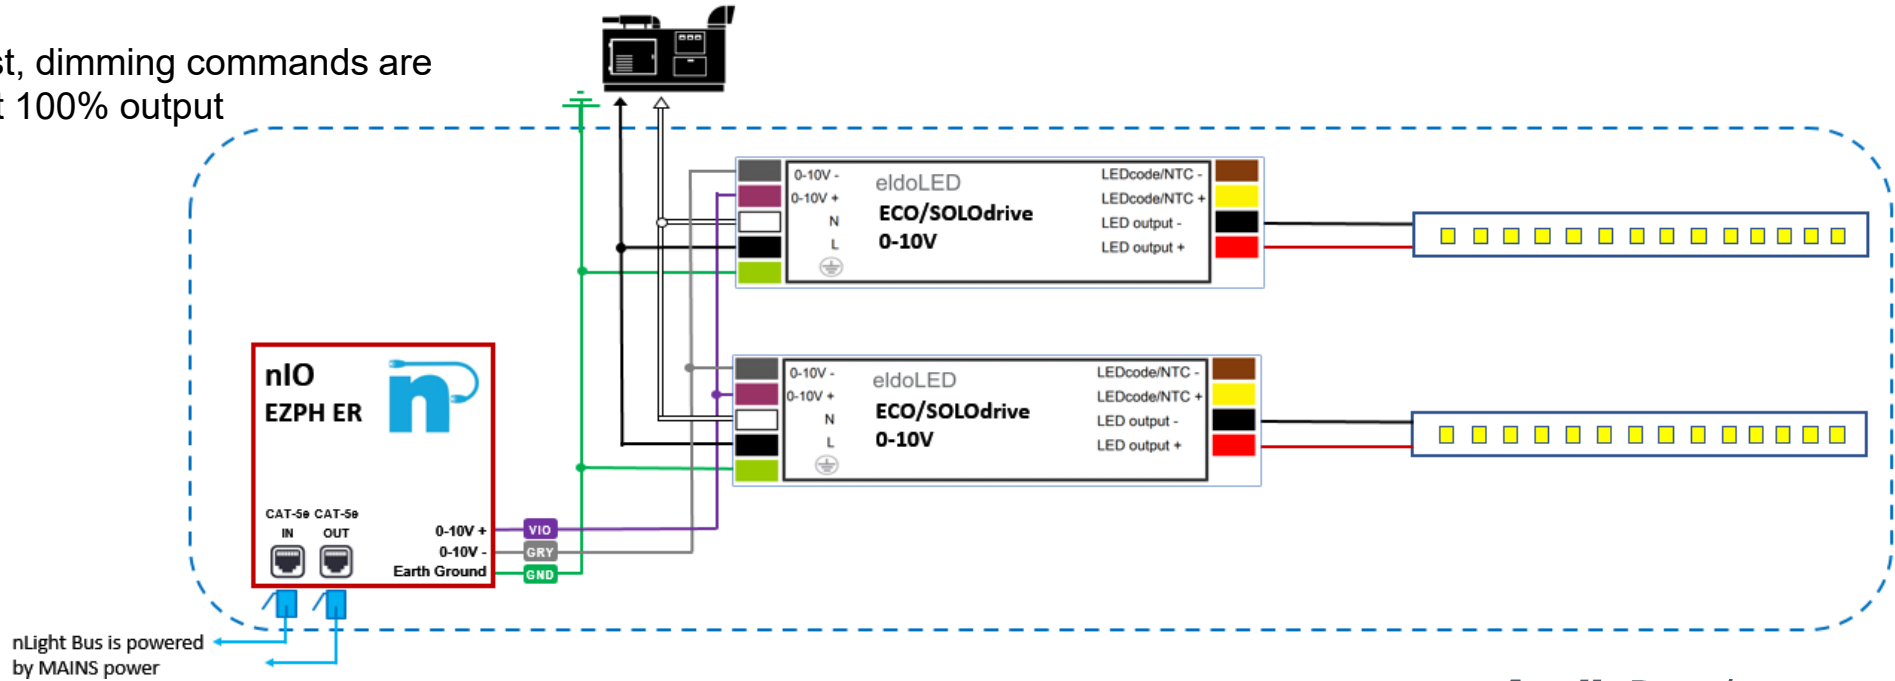 st, dimming commands are
t 100% output
0-10V -
0-10V +
N
L
eldoLED
ECO/SOLOdrive
0-10V
LEDcode/NTC -
LEDcode/NTC +
LED output -
LED output +
0-10V -
0-10V +
N
L
eldoLED
ECO/SOLOdrive
0-10V
LEDcode/NTC -
LEDcode/NTC +
LED output -
LED output +
nIO
EZPH ER
n
CAT-5e CAT-5e
IN OUT
0-10V +
0-10V -
Earth Ground
VIO
GRY
GND
nLight Bus is powered
by MAINS power